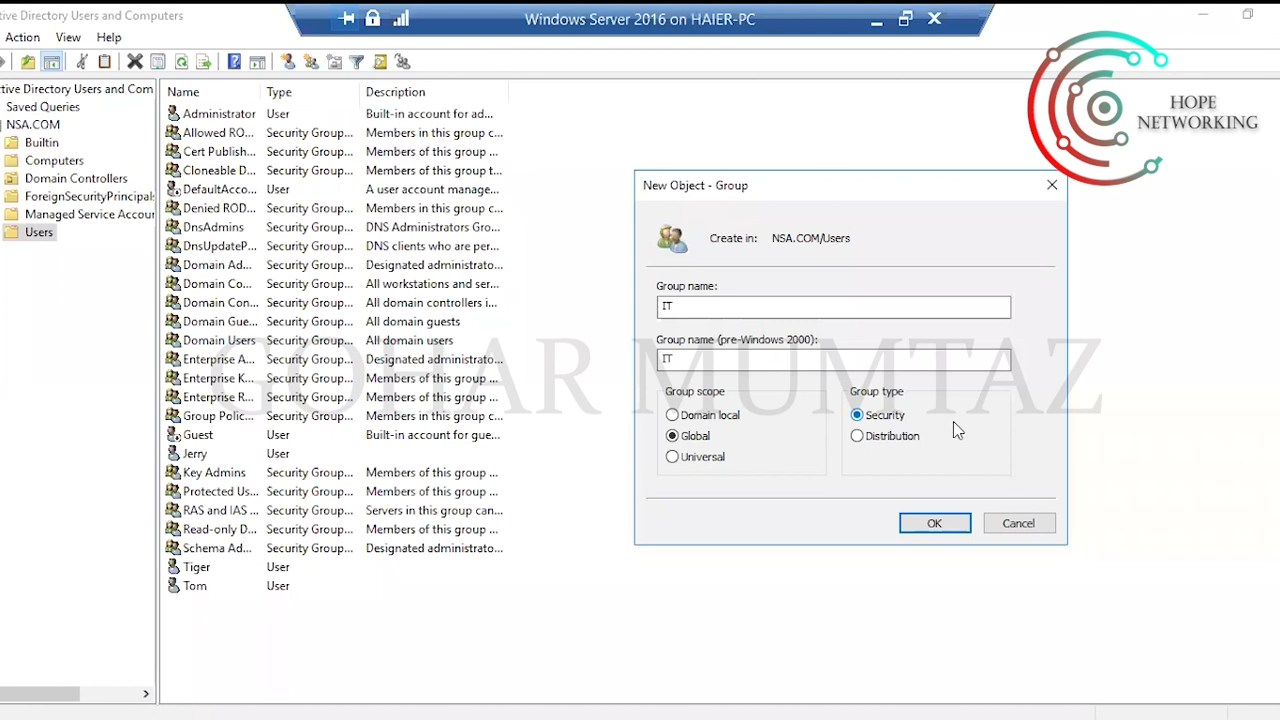 ctive Directory Users and Computers
Windows Server 2016 on HAIER-PC
Action View Help
HOPE
NETWORKING
ctive Directory Users and Com
Saved Queries
NSA.COM
Builtin
Computers
Domain Controllers
ForeignSecurityPrincipals
Managed Service Accour
Users
Name Type Description
Administrator User Built-in account for ad...
Allowed RO... Security Group... Members in this group c...
Cert Publish... Security Group... Members of this group ...
Cloneable D... Security Group... Members of this group t...
DefaultAcco... User A user account manage...
Denied ROD... Security Group... Members in this group c...
DnsAdmins Security Group... DNS Administrators Gro...
DnsUpdateP... Security Group... DNS clients who are per...
Domain Ad... Security Group... Designated administrato...
Domain Co... Security Group... All workstations and ser...
Domain Con... Security Group... All domain controllers i...
Domain Gue... Security Group... All domain guests
Domain Users Security Group... All domain users
Enterprise A... Security Group... Designated administrato...
Enterprise K... Security Group... Members of this group ...
Enterprise R... Security Group... Members of this group ...
Group Polic... Security Group... Members in this group c...
Guest User Built-in account for gue...
Jerry User
Key Admins Security Group... Members of this group ...
Protected Us... Security Group... Members of this group ...
RAS and IAS ... Security Group... Servers in this group can...
Read-only D... Security Group... Members of this group ...
Schema Ad... Security Group... Designated administrato...
Tiger User
Tom User
New Object - Group
Create in: NSA.COM/Users
Group name:
IT
Group name (pre-Windows 2000):
IT
Group scope
Domain local
Global
Universal
Group type
Security
Distribution
OK Cancel
GOHAR MUMTAZ